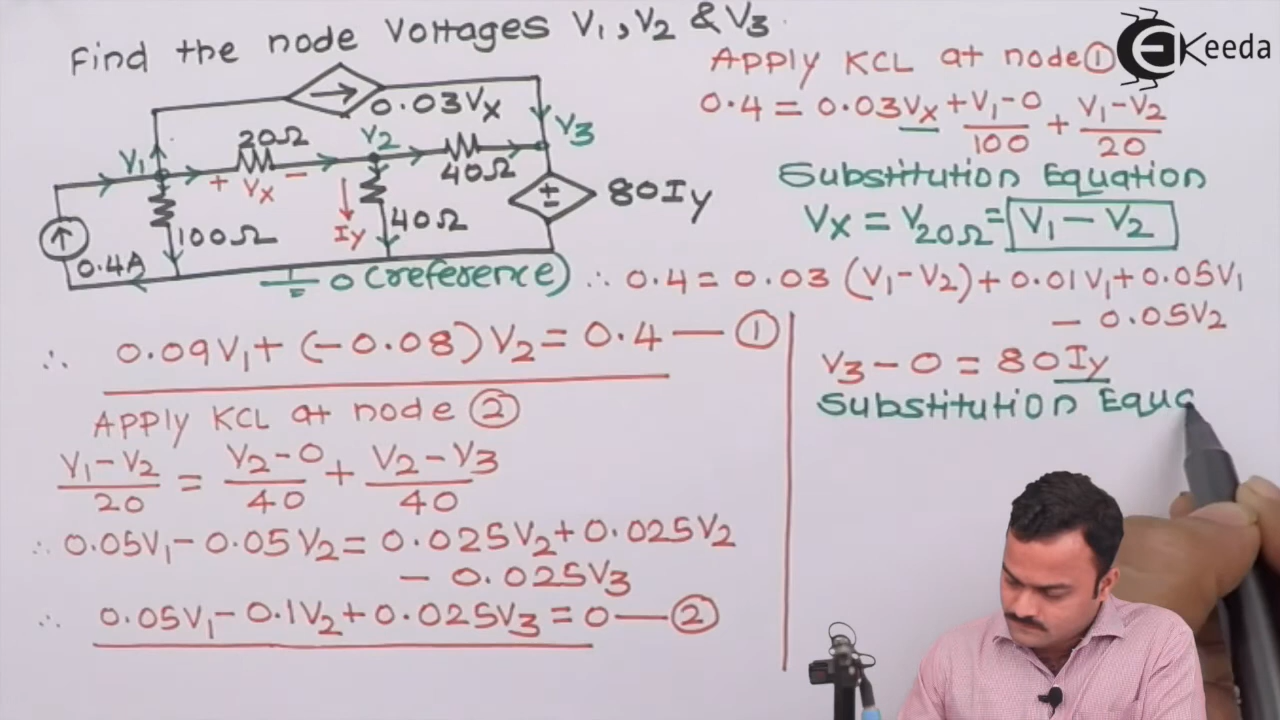 Find the node Voltages V1, V2 & V3.
0.03Vx
20Ω
V1
V2
V3
+ Vx −
40Ω
100Ω
Iy
40Ω
+
−
80Iy
0.4A
0 (reference)
∴ 0.09V1 + (−0.08) V2 = 0.4 — ①
Apply KCL at node ②
V1 − V2 / 20 = V2 − 0 / 40 + V2 − V3 / 40
∴ 0.05V1 − 0.05V2 = 0.025V2 + 0.025V2
− 0.025V3
∴ 0.05V1 − 0.1V2 + 0.025V3 = 0 — ②
Apply KCL at node ①
0.4 = 0.03Vx + V1 − 0 / 100 + V1 − V2 / 20
Substitution Equation
Vx = V20Ω = V1 − V2
∴ 0.4 = 0.03 (V1 − V2) + 0.01V1 + 0.05V1
− 0.05V2
V3 − 0 = 80Iy
Substitution Equa
EKeeda